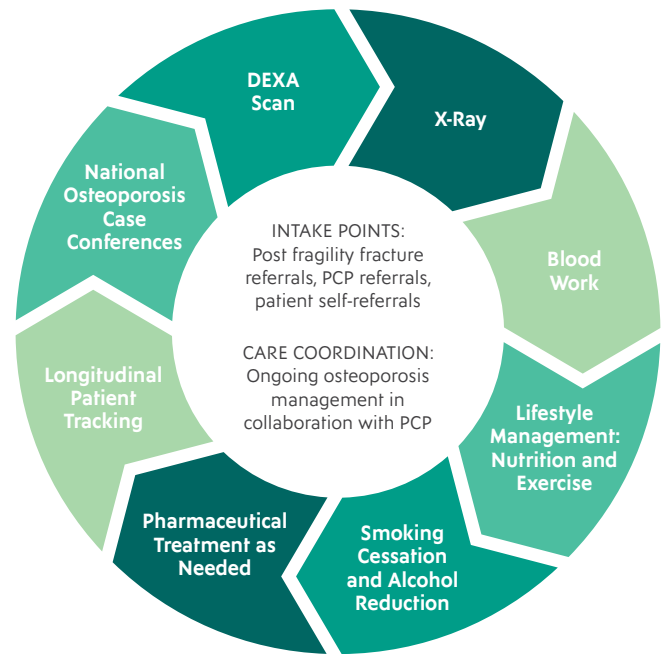 DEXA
Scan
X-Ray
Blood
Work
Lifestyle
Management:
Nutrition and
Exercise
Smoking
Cessation
and Alcohol
Reduction
Pharmaceutical
Treatment as
Needed
Longitudinal
Patient
Tracking
National
Osteoporosis
Case
Conferences
INTAKE POINTS:
Post fragility fracture
referrals, PCP referrals,
patient self-referrals
CARE COORDINATION:
Ongoing osteoporosis
management in
collaboration with PCP